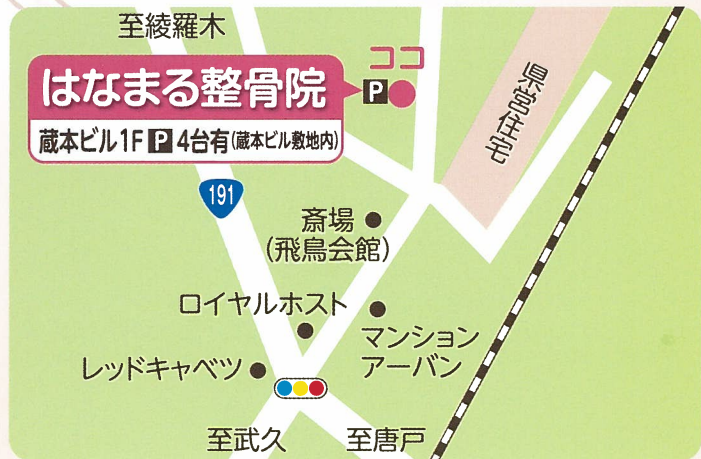 至綾羅木
ココ
はなまる整骨院
P
蔵本ビル1F P 4台有(蔵本ビル敷地内)
県営住宅
191
斎場
(飛鳥会館)
ロイヤルホスト
マンション
アーバン
レッドキャベツ
至武久
至唐戸